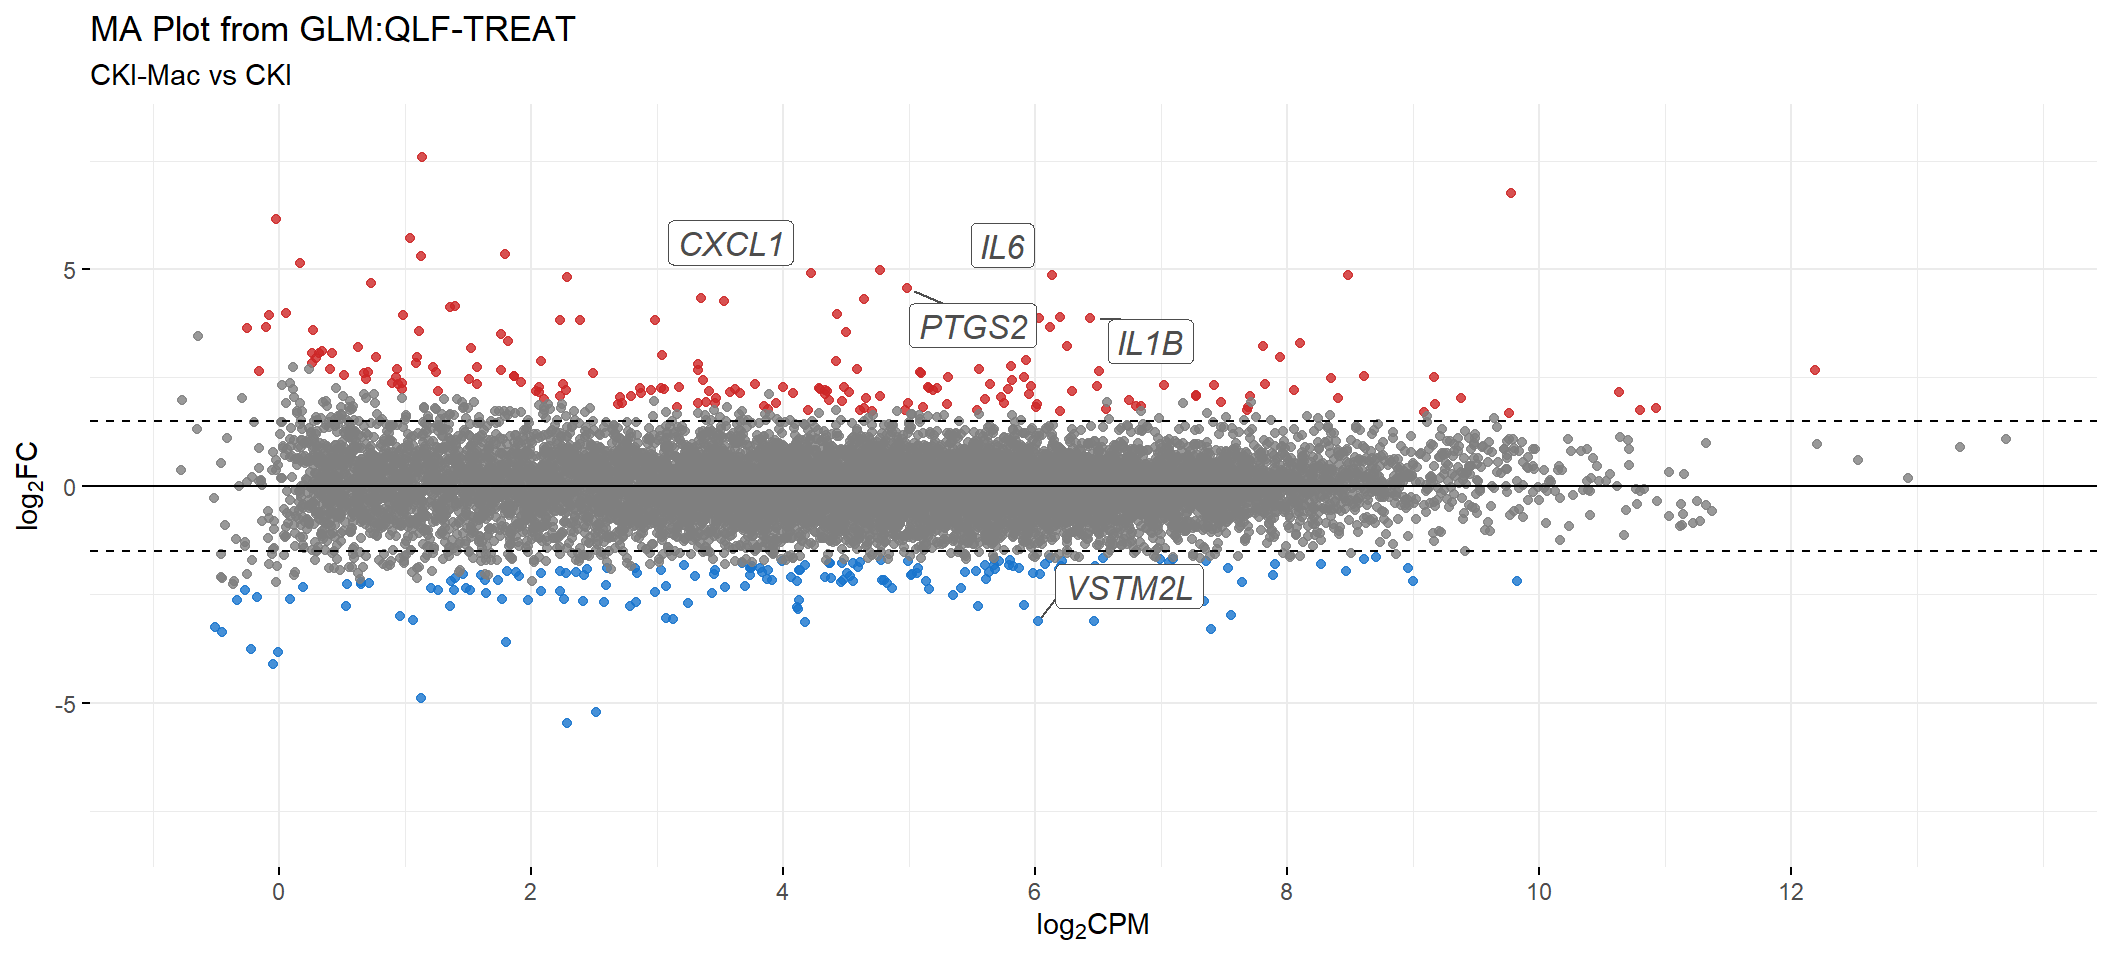 MA Plot from GLM:QLF-TREAT
CKI-Mac vs CKI
CXCL1
IL6
5
PTGS2
IL1B
log2FC
0
VSTM2L
-5
0 2 4 6 8 10 12
log2CPM